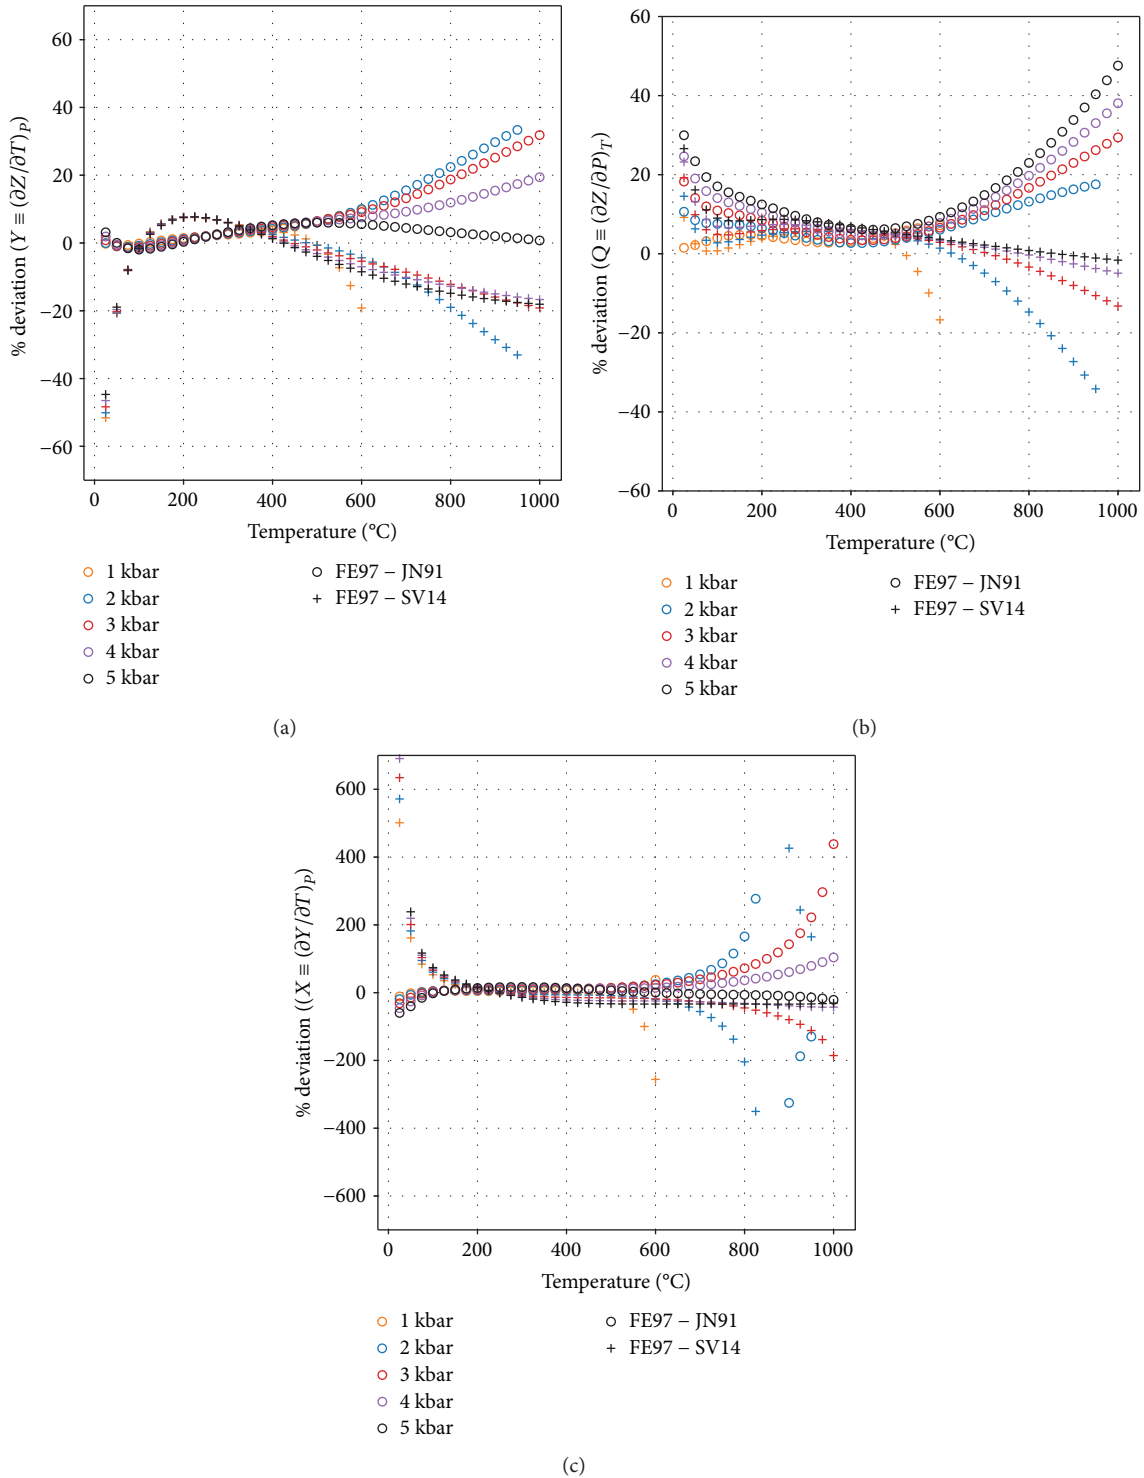 60
40
20
0
−20
−40
−60
% deviation (Y ≡ (∂Z/∂T)P)
0 200 400 600 800 1000
Temperature (°C)
1 kbar
2 kbar
3 kbar
4 kbar
5 kbar
FE97 − JN91
FE97 − SV14
(a)
60
40
20
0
−20
−40
−60
% deviation (Q ≡ (∂Z/∂P)T)
0 200 400 600 800 1000
Temperature (°C)
1 kbar
2 kbar
3 kbar
4 kbar
5 kbar
FE97 − JN91
FE97 − SV14
(b)
600
400
200
0
−200
−400
−600
% deviation ((X ≡ (∂Y/∂T)P)
0 200 400 600 800 1000
Temperature (°C)
1 kbar
2 kbar
3 kbar
4 kbar
5 kbar
FE97 − JN91
FE97 − SV14
(c)